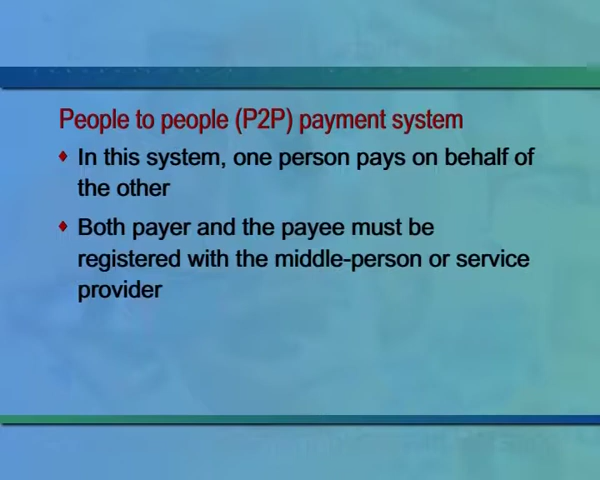 People to people (P2P) payment system
♦ In this system, one person pays on behalf of
the other
♦ Both payer and the payee must be
registered with the middle-person or service
provider